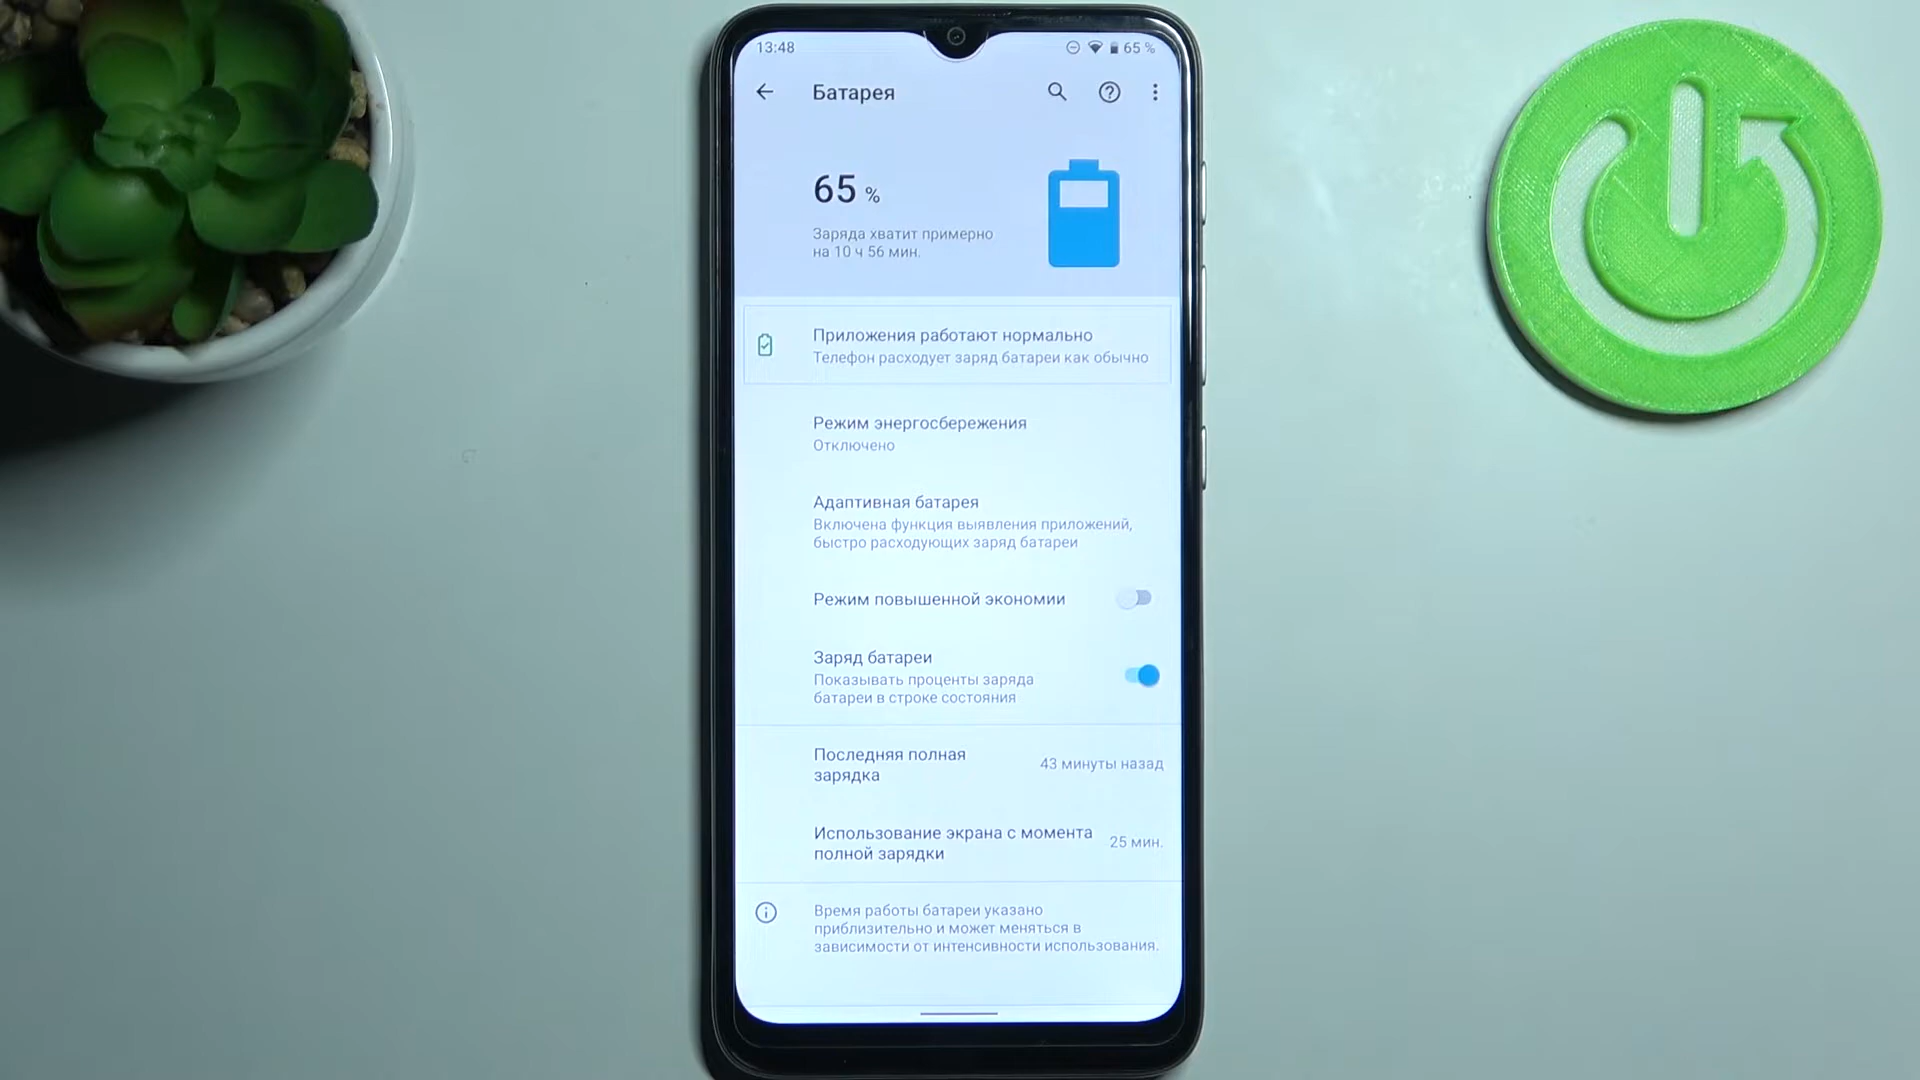 13:48
65 %
Батарея
65 %
Заряда хватит примерно
на 10 ч 56 мин.
Приложения работают нормально
Телефон расходует заряд батареи как обычно
Режим энергосбережения
Отключено
Адаптивная батарея
Включена функция выявления приложений,
быстро расходующих заряд батареи
Режим повышенной экономии
Заряд батареи
Показывать проценты заряда
батареи в строке состояния
Последняя полная
зарядка
43 минуты назад
Использование экрана с момента
полной зарядки
25 мин.
Время работы батареи указано
приблизительно и может меняться в
зависимости от интенсивности использования.